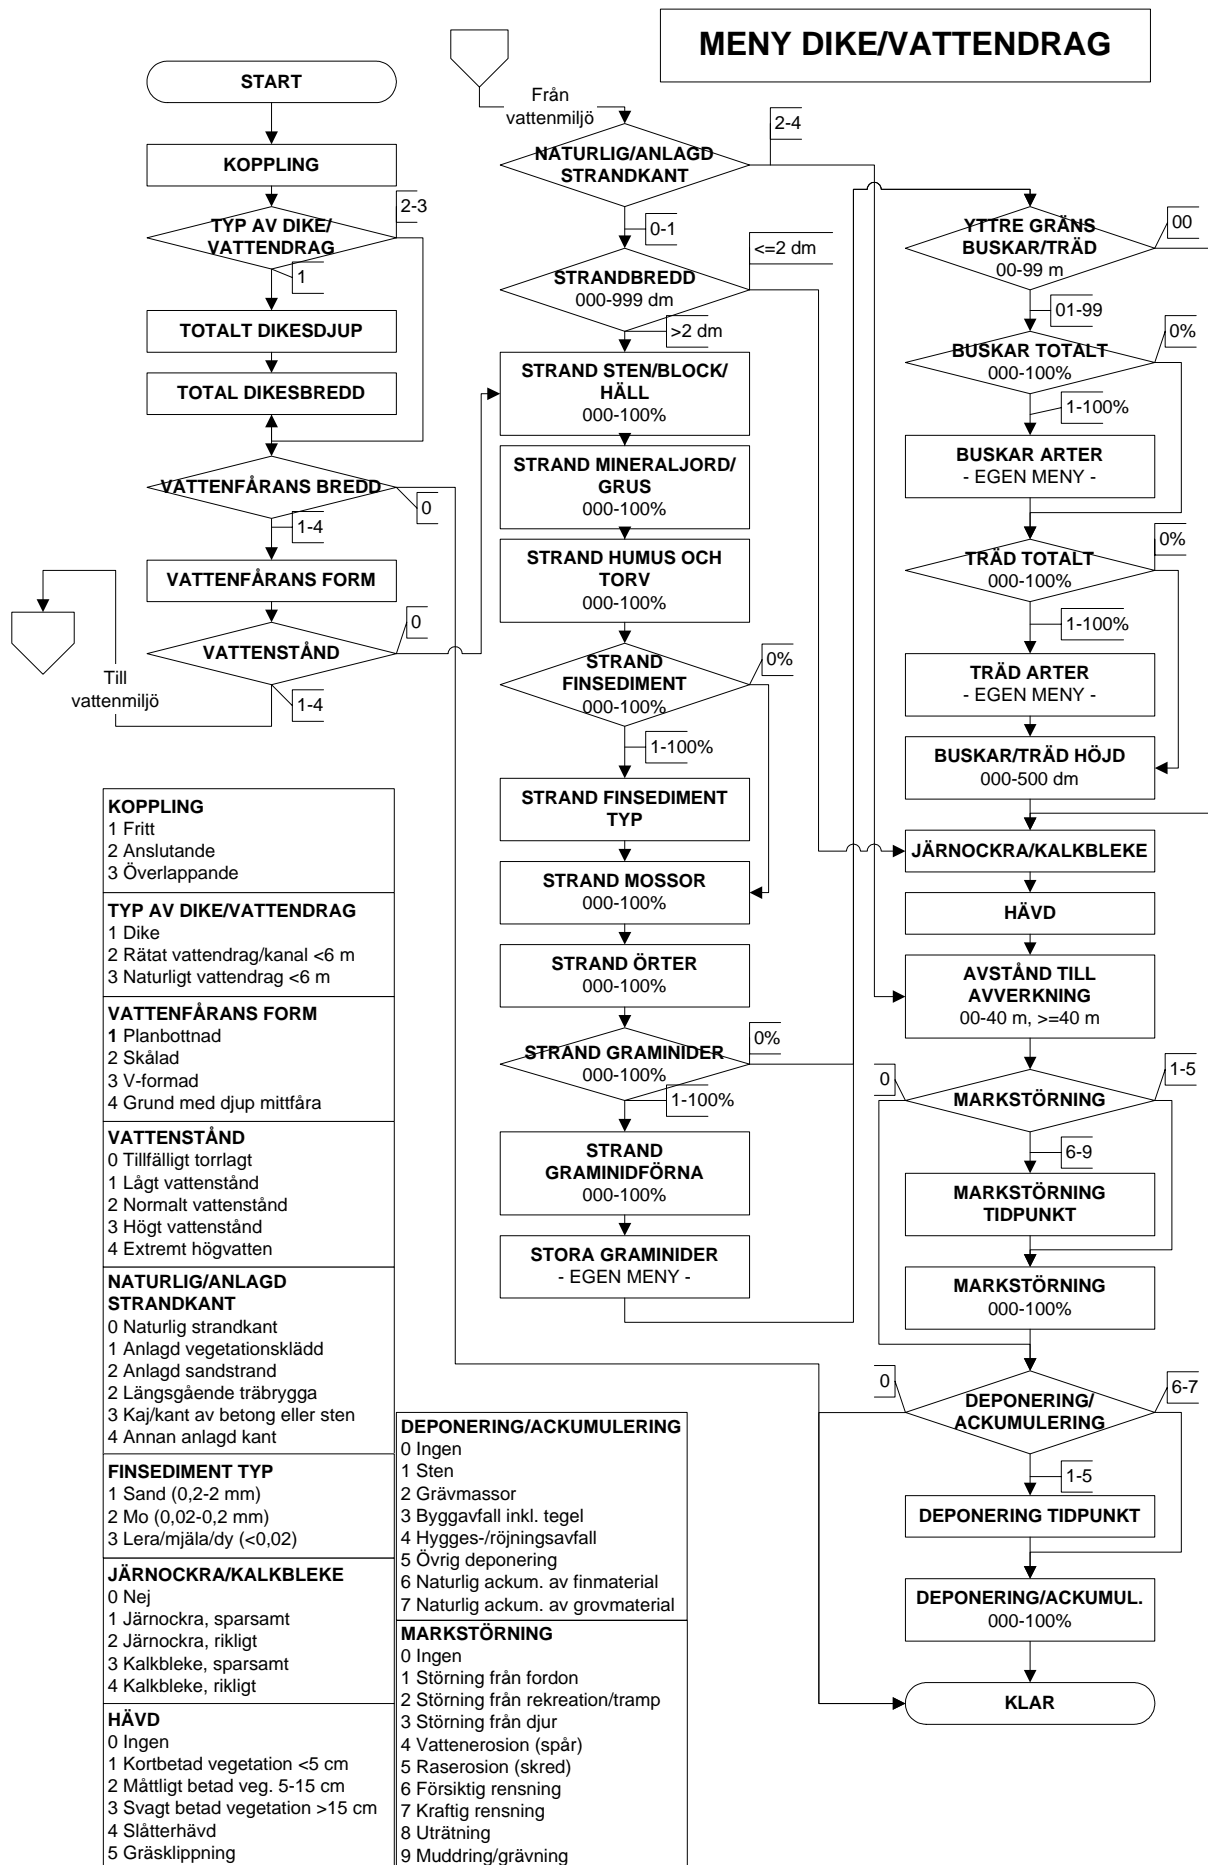 MENY DIKE/VATTENDRAG
START
KOPPLING
TYP AV DIKE/
VATTENDRAG
2-3
1
TOTALT DIKESDJUP
TOTAL DIKESBREDD
VATTENFÅRANS BREDD
0
1-4
VATTENFÅRANS FORM
VATTENSTÅND
0
1-4
Till
vattenmiljö
Från
vattenmiljö
NATURLIG/ANLAGD
STRANDKANT
2-4
0-1
STRANDBREDD
000-999 dm
<=2 dm
>2 dm
STRAND STEN/BLOCK/
HÄLL
000-100%
STRAND MINERALJORD/
GRUS
000-100%
STRAND HUMUS OCH
TORV
000-100%
STRAND
FINSEDIMENT
000-100%
0%
1-100%
STRAND FINSEDIMENT
TYP
STRAND MOSSOR
000-100%
STRAND ÖRTER
000-100%
STRAND GRAMINIDER
000-100%
0%
1-100%
STRAND
GRAMINIDFÖRNA
000-100%
STORA GRAMINIDER
- EGEN MENY -
YTTRE GRÄNS
BUSKAR/TRÄD
00-99 m
00
01-99
BUSKAR TOTALT
000-100%
0%
1-100%
BUSKAR ARTER
- EGEN MENY -
TRÄD TOTALT
000-100%
0%
1-100%
TRÄD ARTER
- EGEN MENY -
BUSKAR/TRÄD HÖJD
000-500 dm
JÄRNOCKRA/KALKBLEKE
HÄVD
AVSTÅND TILL
AVVERKNING
00-40 m, >=40 m
MARKSTÖRNING
0
1-5
6-9
MARKSTÖRNING
TIDPUNKT
MARKSTÖRNING
000-100%
DEPONERING/
ACKUMULERING
0
6-7
1-5
DEPONERING TIDPUNKT
DEPONERING/ACKUMUL.
000-100%
KLAR
KOPPLING
1 Fritt
2 Anslutande
3 Överlappande
TYP AV DIKE/VATTENDRAG
1 Dike
2 Rätat vattendrag/kanal <6 m
3 Naturligt vattendrag <6 m
VATTENFÅRANS FORM
1 Planbottnad
2 Skålad
3 V-formad
4 Grund med djup mittfåra
VATTENSTÅND
0 Tillfälligt torrlagt
1 Lågt vattenstånd
2 Normalt vattenstånd
3 Högt vattenstånd
4 Extremt högvatten
NATURLIG/ANLAGD
STRANDKANT
0 Naturlig strandkant
1 Anlagd vegetationsklädd
2 Anlagd sandstrand
2 Längsgående träbrygga
3 Kaj/kant av betong eller sten
4 Annan anlagd kant
FINSEDIMENT TYP
1 Sand (0,2-2 mm)
2 Mo (0,02-0,2 mm)
3 Lera/mjäla/dy (<0,02)
JÄRNOCKRA/KALKBLEKE
0 Nej
1 Järnockra, sparsamt
2 Järnockra, rikligt
3 Kalkbleke, sparsamt
4 Kalkbleke, rikligt
HÄVD
0 Ingen
1 Kortbetad vegetation <5 cm
2 Måttligt betad veg. 5-15 cm
3 Svagt betad vegetation >15 cm
4 Slåtterhävd
5 Gräsklippning
DEPONERING/ACKUMULERING
0 Ingen
1 Sten
2 Grävmassor
3 Byggavfall inkl. tegel
4 Hygges-/röjningsavfall
5 Övrig deponering
6 Naturlig ackum. av finmaterial
7 Naturlig ackum. av grovmaterial
MARKSTÖRNING
0 Ingen
1 Störning från fordon
2 Störning från rekreation/tramp
3 Störning från djur
4 Vattenerosion (spår)
5 Raserosion (skred)
6 Försiktig rensning
7 Kraftig rensning
8 Uträtning
9 Muddring/grävning